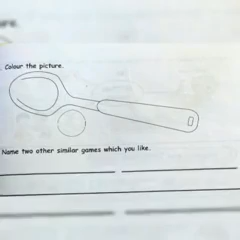 Colour the picture.
Name two other similar games which you like.